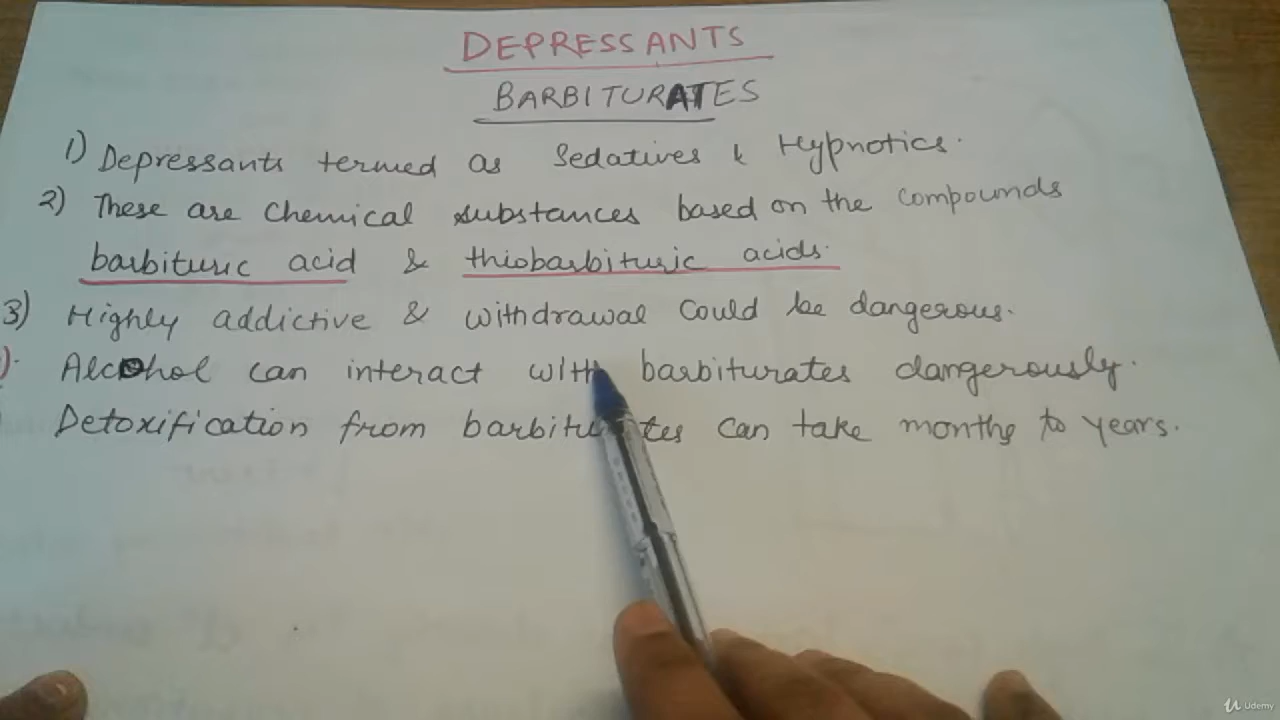 DEPRESSANTS
BARBITURATES
1) Depressants termed as Sedatives & Hypnotics.
2) These are Chemical substances based on the compounds
barbituric acid & thiobarbituric acids.
3) Highly addictive & withdrawal could be dangerous.
). Alcohol can interact with barbiturates dangerously.
Detoxification from barbiturates can take months to years.
Udemy